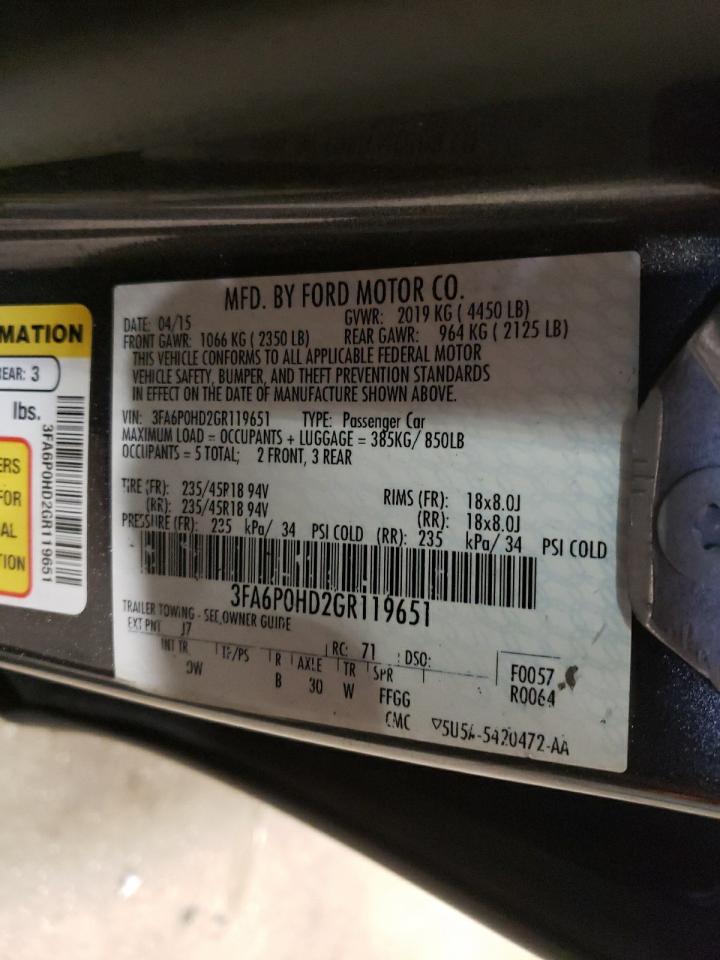 MFD. BY FORD MOTOR CO.
DATE: 04/15 GVWR: 2019 KG ( 4450 LB)
FRONT GAWR: 1066 KG ( 2350 LB) REAR GAWR: 964 KG ( 2125 LB)
THIS VEHICLE CONFORMS TO ALL APPLICABLE FEDERAL MOTOR
VEHICLE SAFETY, BUMPER, AND THEFT PREVENTION STANDARDS
IN EFFECT ON THE DATE OF MANUFACTURE SHOWN ABOVE.
VIN: 3FA6P0HD2GR119651 TYPE: Passenger Car
MAXIMUM LOAD = OCCUPANTS + LUGGAGE = 385KG/ 850LB
OCCUPANTS = 5 TOTAL; 2 FRONT, 3 REAR
TIRE (FR): 235/45R18 94V RIMS (FR): 18x8.0J
(RR): 235/45R18 94V (RR): 18x8.0J
PRESSURE (FR): 235 kPa/ 34 PSI COLD (RR): 235 kPa/ 34 PSI COLD
3FA6P0HD2GR119651
TRAILER TOWING - SEE OWNER GUIDE
EXT PNT J7 RC: 71 DSO: F0057
INT TR TP/PS R AXLE TR SPR R0064
OW B 30 W FFGG
CMC ▽5U5A-5420472-AA
MATION
REAR: 3
lbs.
ERS
FOR
AL
TION
3FA6P0HD2GR119651